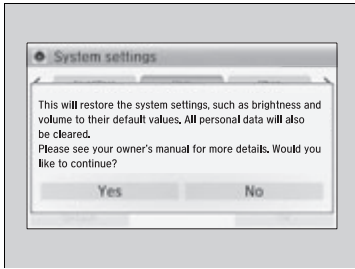 System settings
This will restore the system settings, such as brightness and
volume to their default values. All personal data will also
be cleared.
Please see your owner's manual for more details. Would you
like to continue?
Yes
No